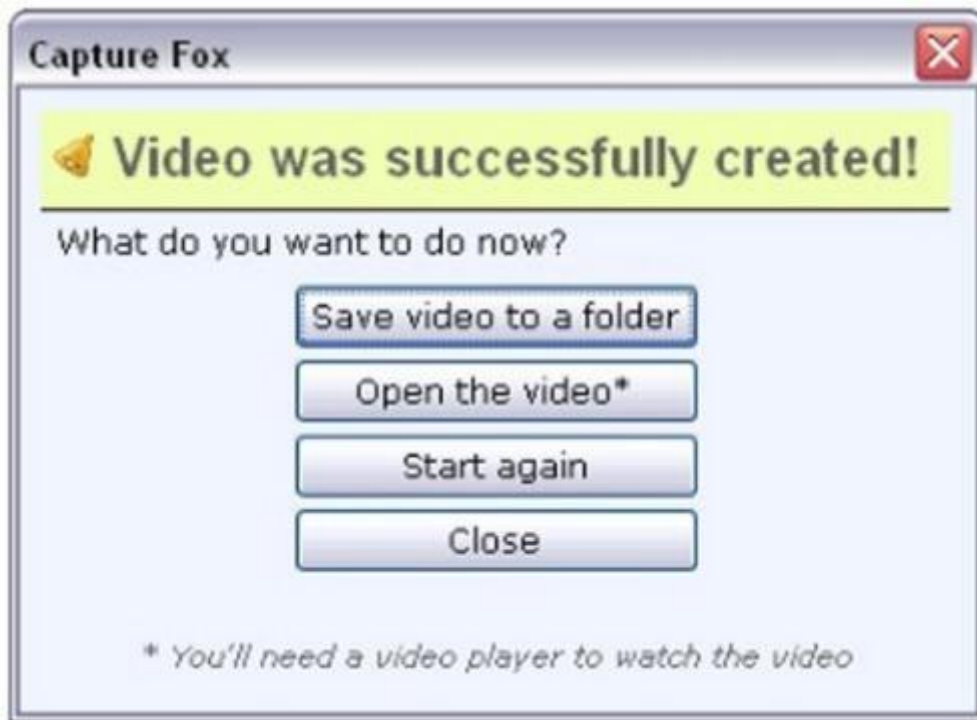 Capture Fox
Video was successfully created!
What do you want to do now?
Save video to a folder
Open the video*
Start again
Close
* You'll need a video player to watch the video